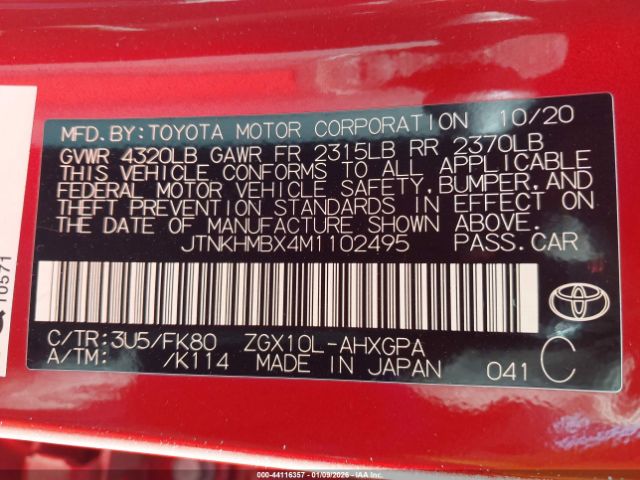 MFD.BY:TOYOTA MOTOR CORPORATION 10/20
GVWR 4320LB GAWR FR 2315LB RR 2370LB
THIS VEHICLE CONFORMS TO ALL APPLICABLE
FEDERAL MOTOR VEHICLE SAFETY,BUMPER,AND
THEFT PREVENTION STANDARDS IN EFFECT ON
THE DATE OF MANUFACTURE SHOWN ABOVE.
JTNKHMBX4M1102495 PASS.CAR
C/TR:3U5/FK80 ZGX10L-AHXGPA
A/TM: /K114 MADE IN JAPAN 041 C
10571
000-44116357 - 01/09/2026 - IAA Holdings, LLC